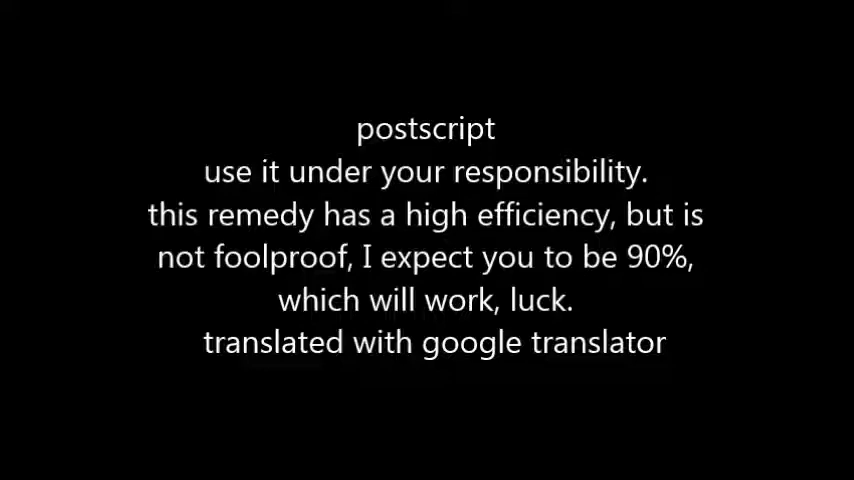 postscript
use it under your responsibility.
this remedy has a high efficiency, but is
not foolproof, I expect you to be 90%,
which will work, luck.
translated with google translator